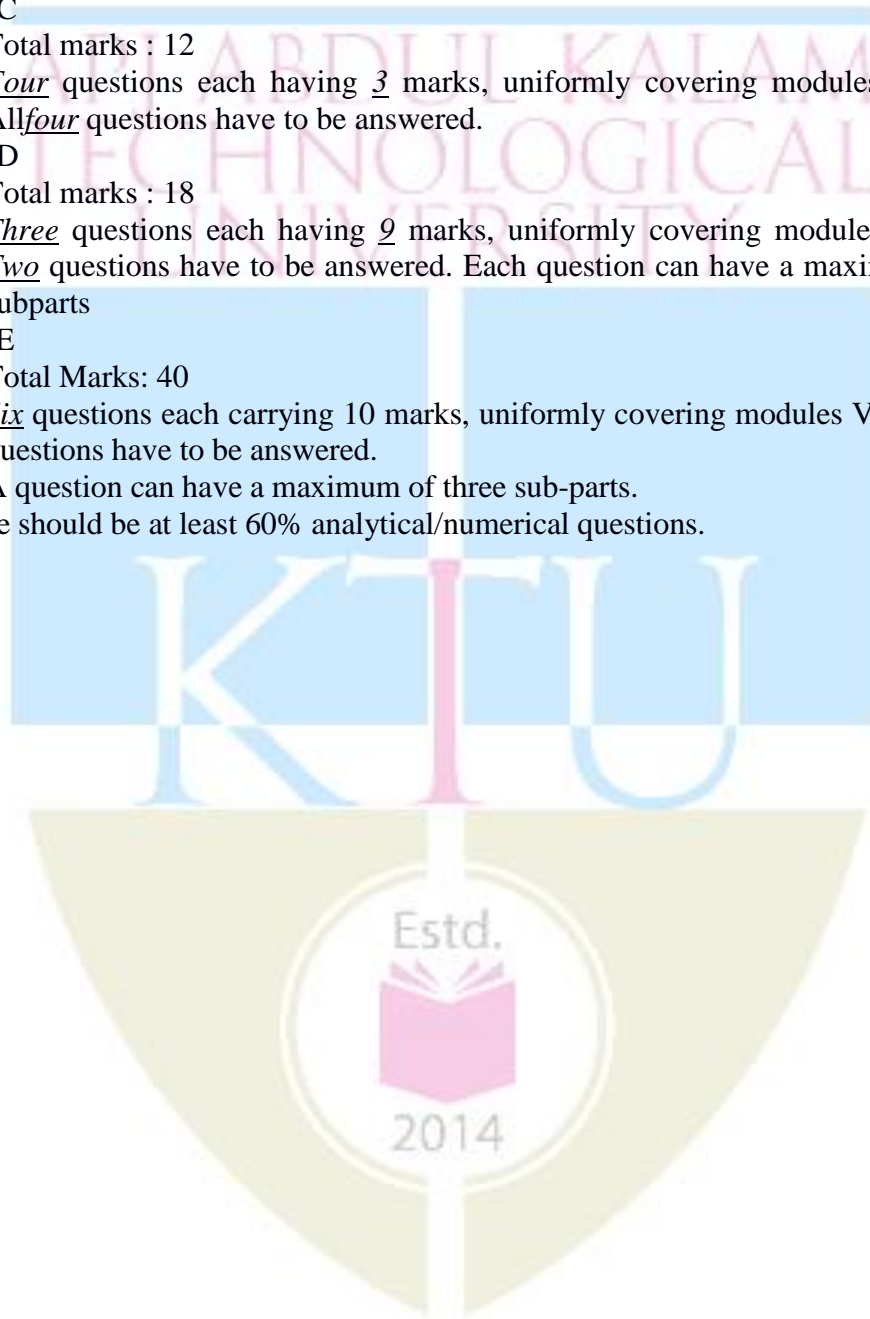 C
Total marks : 12
Four questions each having 3 marks, uniformly covering modules
All four questions have to be answered.
D
Total marks : 18
Three questions each having 9 marks, uniformly covering module
Two questions have to be answered. Each question can have a maxi
ubparts
E
Total Marks: 40
ix questions each carrying 10 marks, uniformly covering modules V
uestions have to be answered.
A question can have a maximum of three sub-parts.
e should be at least 60% analytical/numerical questions.
APJ ABDUL KALAM
TECHNOLOGICAL
UNIVERSITY
KTU
Estd.
2014